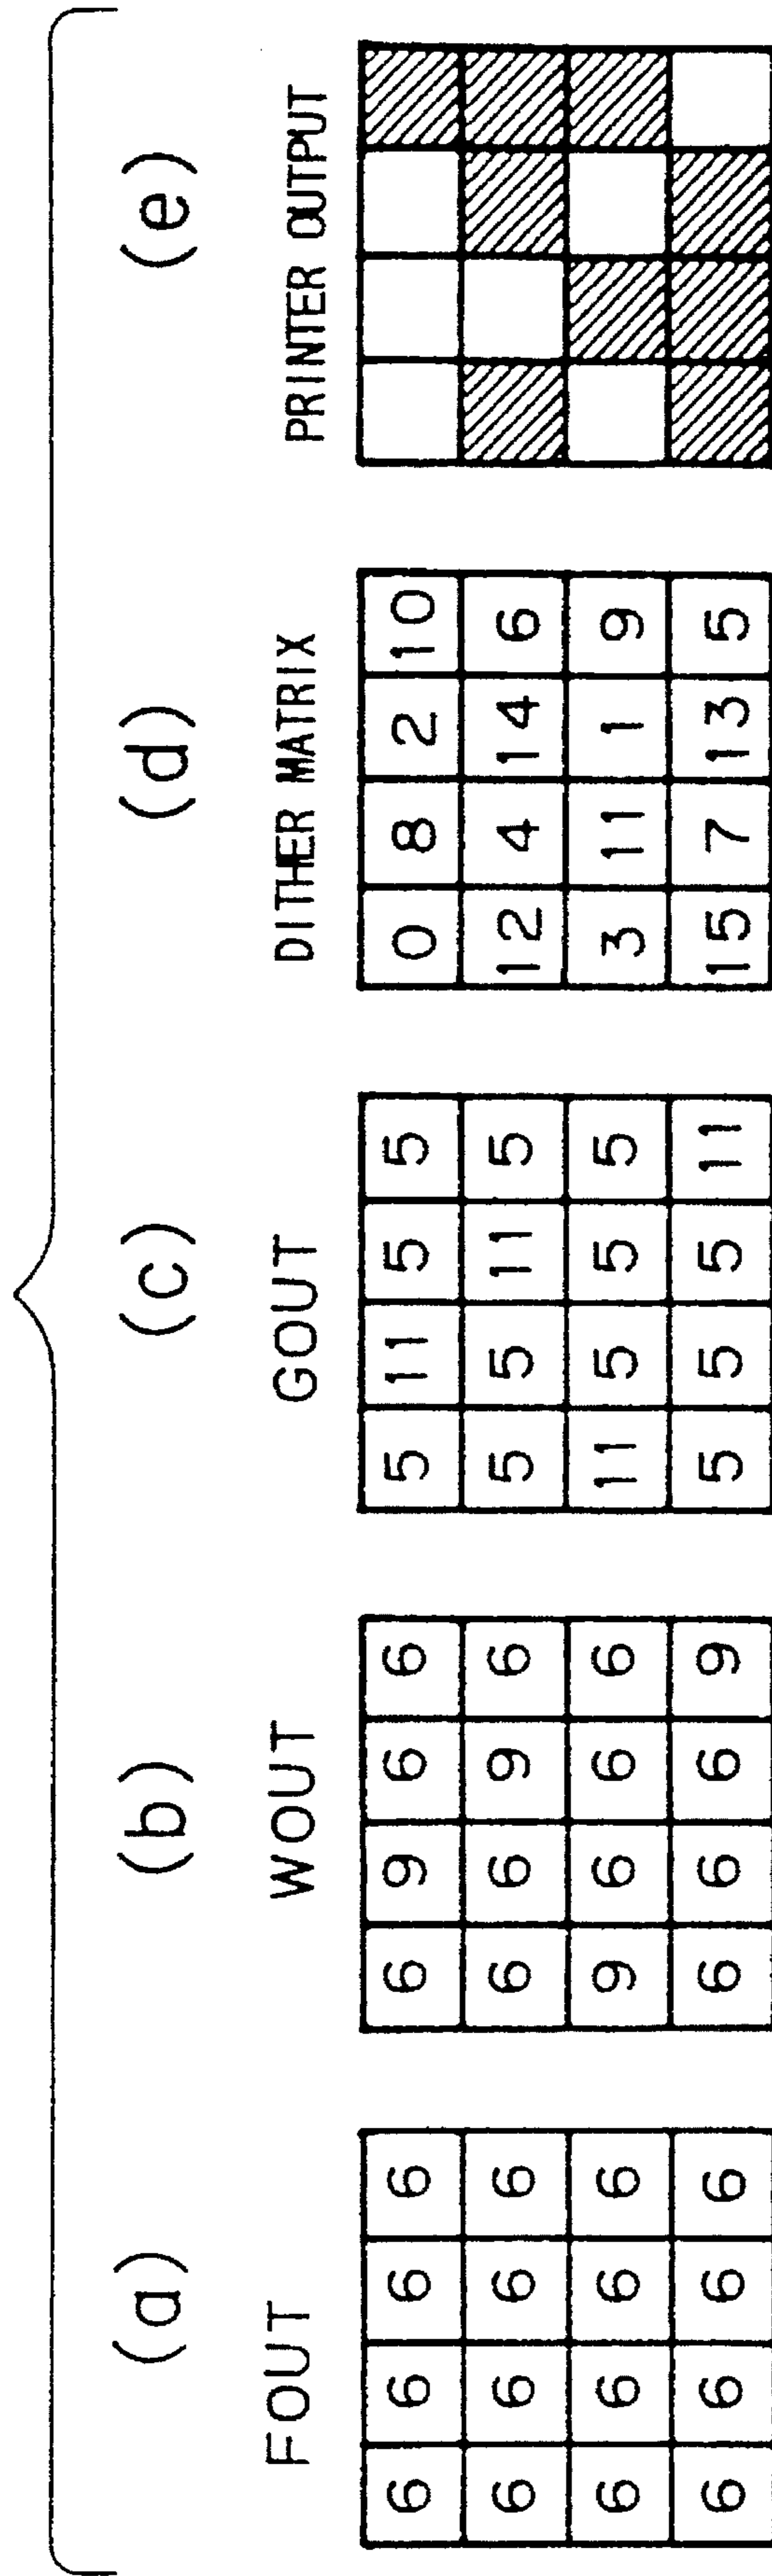 (a) (b) (c) (d) (e)
FOUT WOUT GOUT DITHER MATRIX PRINTER OUTPUT
6 6 6 6 6 9 6 6 5 11 5 5 0 8 2 10
6 6 6 6 6 6 9 6 5 5 11 5 12 4 14 6
6 6 6 6 9 6 6 6 11 5 5 5 3 11 1 9
6 6 6 6 6 6 6 9 5 5 5 11 15 7 13 5